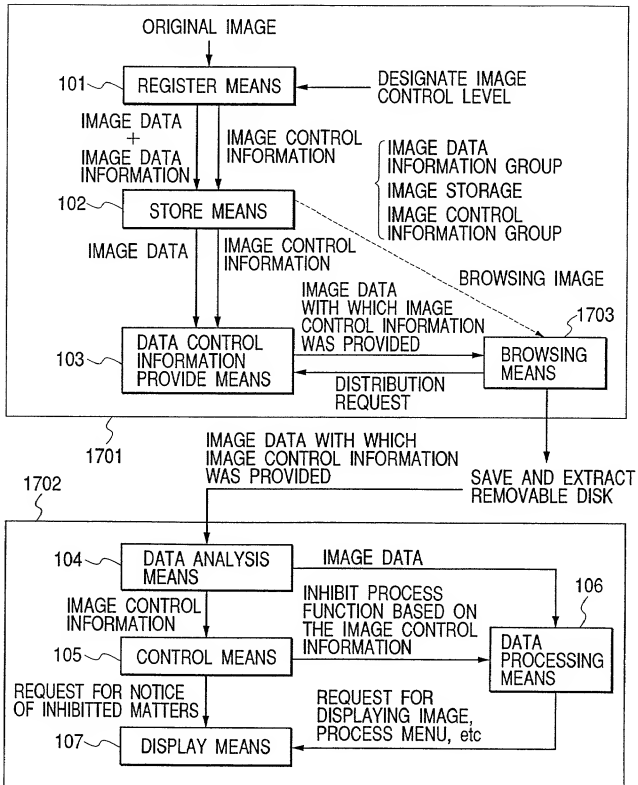 ORIGINAL IMAGE
101
REGISTER MEANS
DESIGNATE IMAGE
CONTROL LEVEL
IMAGE DATA
+
IMAGE DATA
INFORMATION
IMAGE CONTROL
INFORMATION
IMAGE DATA
INFORMATION GROUP
IMAGE STORAGE
IMAGE CONTROL
INFORMATION GROUP
102
STORE MEANS
IMAGE DATA
IMAGE CONTROL
INFORMATION
BROWSING IMAGE
IMAGE DATA
WITH WHICH IMAGE
CONTROL INFORMATION
WAS PROVIDED
1703
103
DATA CONTROL
INFORMATION
PROVIDE MEANS
BROWSING
MEANS
DISTRIBUTION
REQUEST
1701
IMAGE DATA WITH WHICH
IMAGE CONTROL INFORMATION
WAS PROVIDED
SAVE AND EXTRACT
REMOVABLE DISK
1702
104
DATA ANALYSIS
MEANS
IMAGE DATA
IMAGE CONTROL
INFORMATION
INHIBIT PROCESS
FUNCTION BASED ON
THE IMAGE CONTROL
INFORMATION
106
105
CONTROL MEANS
DATA
PROCESSING
MEANS
REQUEST FOR NOTICE
OF INHIBITTED MATTERS
REQUEST FOR
DISPLAYING IMAGE,
PROCESS MENU, etc
107
DISPLAY MEANS